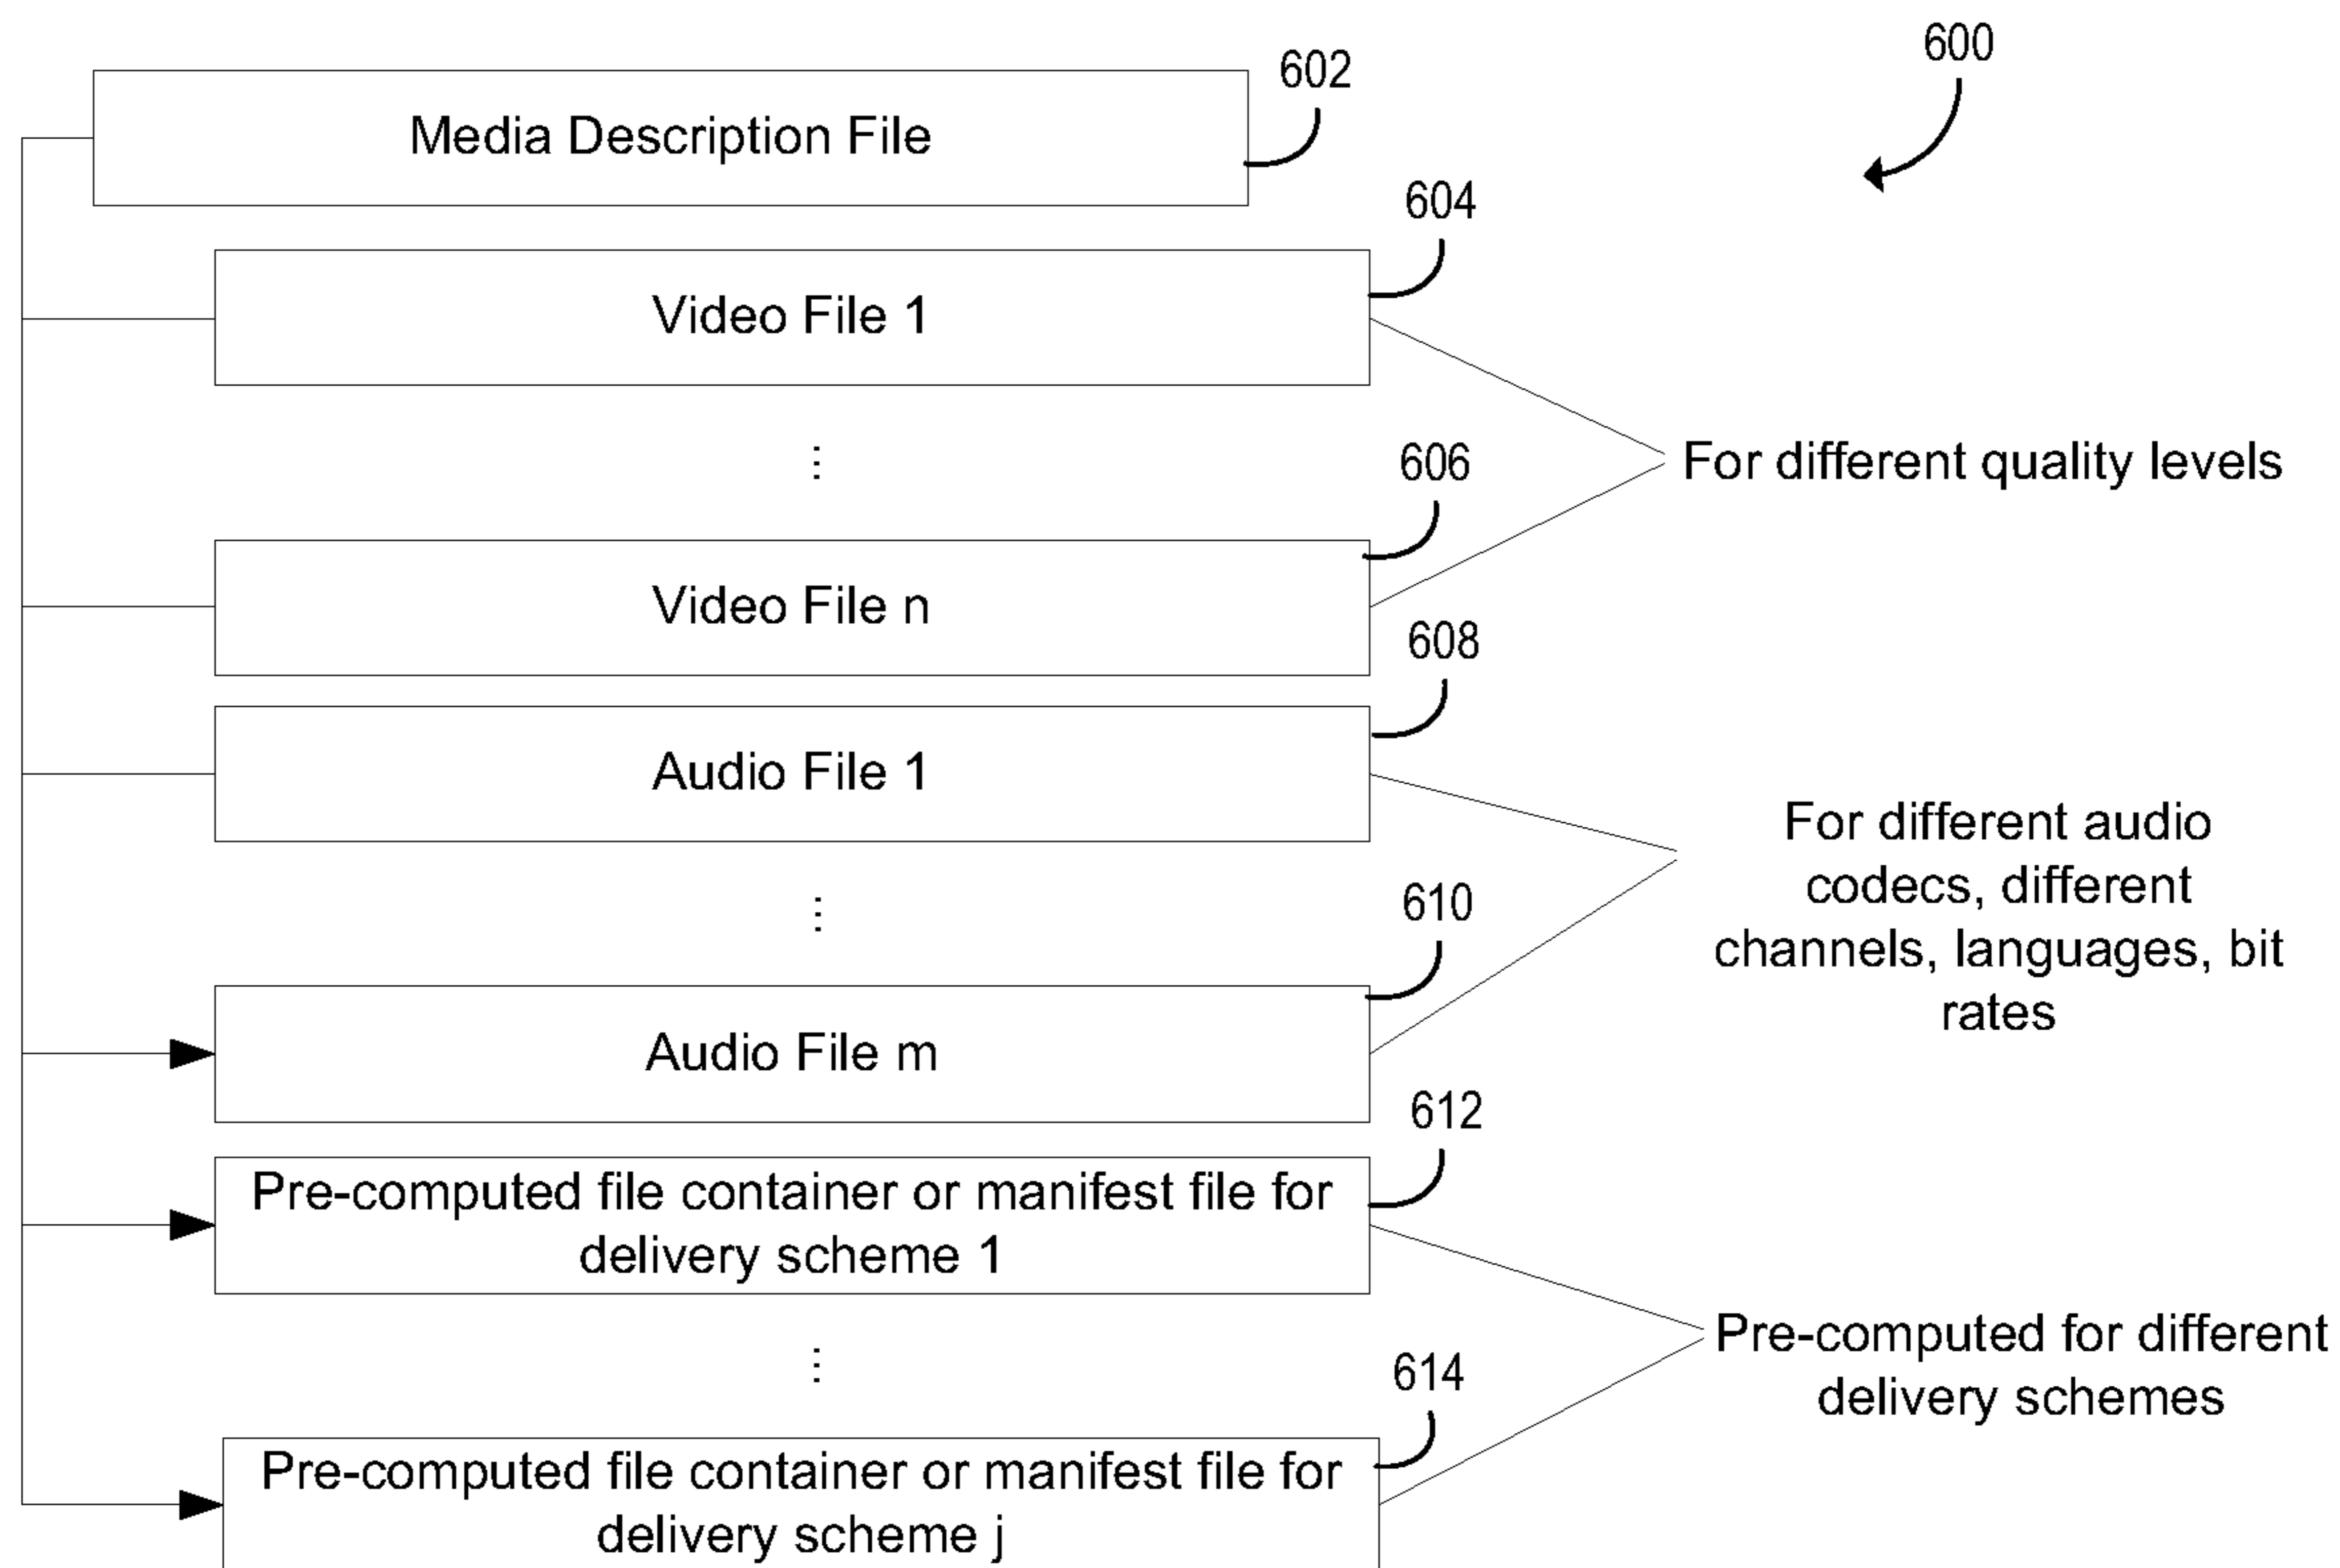 600
602
Media Description File
604
Video File 1
⋮
For different quality levels
606
Video File n
608
Audio File 1
For different audio
codecs, different
channels, languages, bit
rates
⋮
610
Audio File m
612
Pre-computed file container or manifest file for
delivery scheme 1
⋮
Pre-computed for different
delivery schemes
614
Pre-computed file container or manifest file for
delivery scheme j